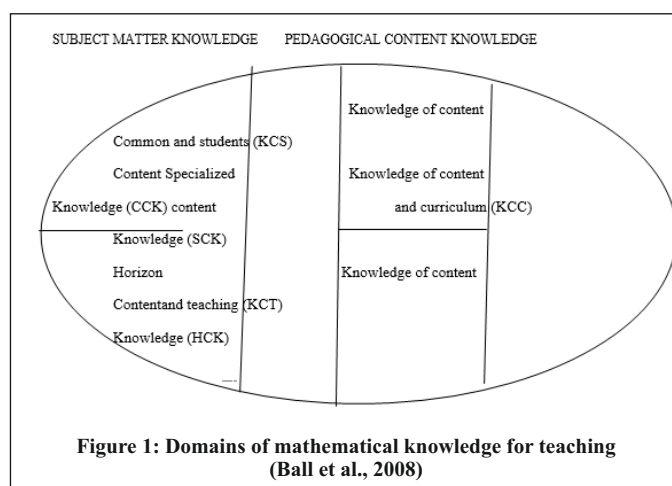 SUBJECT MATTER KNOWLEDGE PEDAGOGICAL CONTENT KNOWLEDGE
Knowledge of content
Common and students (KCS)
Content Specialized
Knowledge of content
Knowledge (CCK) content
and curriculum (KCC)
Knowledge (SCK)
Horizon
Knowledge of content
Contentand teaching (KCT)
Knowledge (HCK)
Figure 1: Domains of mathematical knowledge for teaching
(Ball et al., 2008)